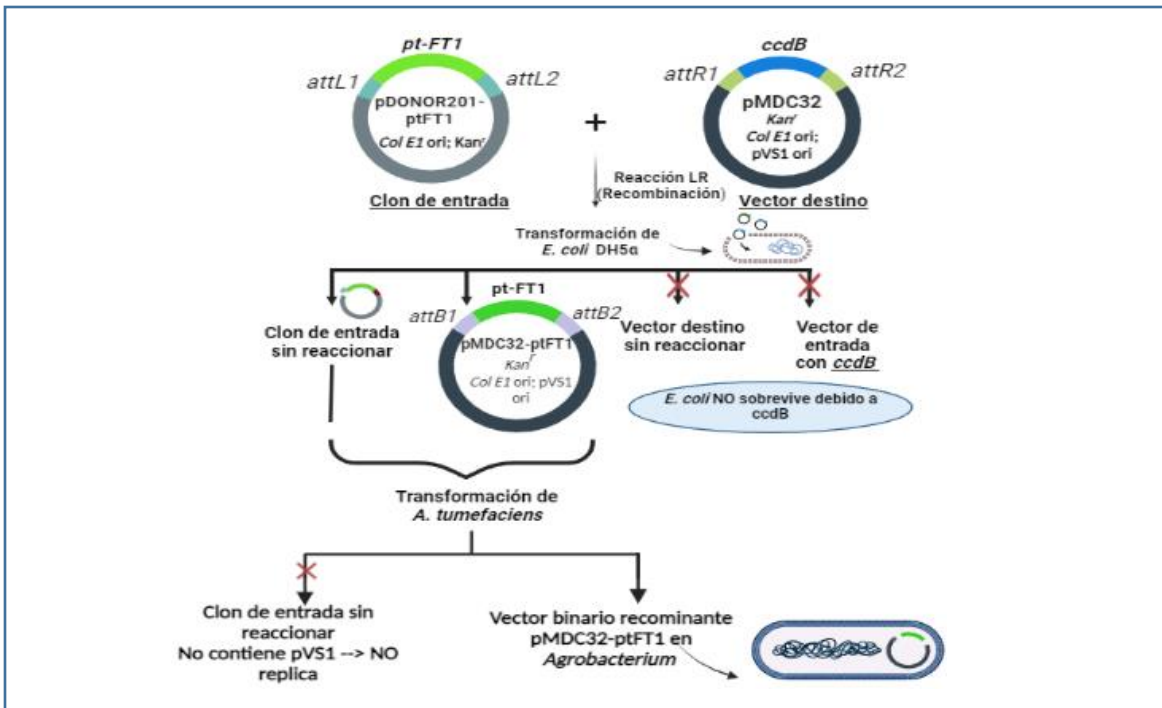 pt-FT1
attL1
attL2
pDONOR201-
ptFT1
Col E1 ori; Kanʳ
Clon de entrada
+
ccdB
attR1
attR2
pMDC32
Kanʳ
Col E1 ori;
pVS1 ori
Vector destino
Reacción LR
(Recombinación)
Transformación de
E. coli DH5α
Clon de entrada
sin reaccionar
pt-FT1
attB1
attB2
pMDC32-ptFT1
Kanʳ
Col E1 ori; pVS1
ori
Vector destino
sin reaccionar
Vector de
entrada
con ccdB
E. coli NO sobrevive debido a
ccdB
Transformación de
A. tumefaciens
Clon de entrada sin
reaccionar
No contiene pVS1 --> NO
replica
Vector binario recominante
pMDC32-ptFT1 en
Agrobacterium